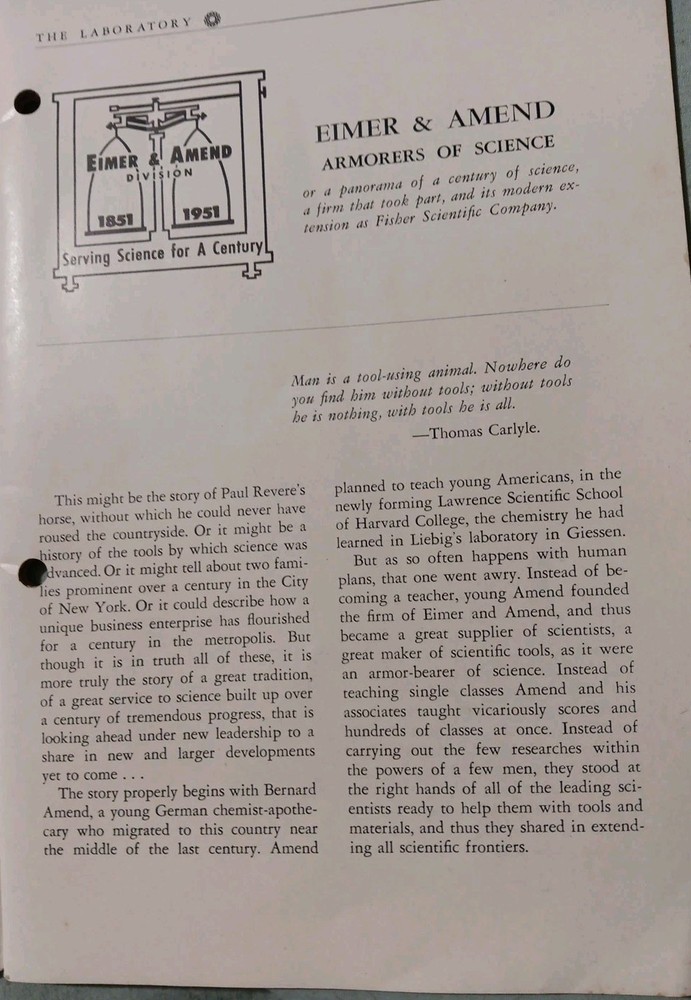 THE LABORATORY
EIMER & AMEND
DIVISION
1851 1951
Serving Science for A Century
EIMER & AMEND
ARMORERS OF SCIENCE
or a panorama of a century of science,
a firm that took part, and its modern ex-
tension as Fisher Scientific Company.
Man is a tool-using animal. Nowhere do
you find him without tools; without tools
he is nothing, with tools he is all.
—Thomas Carlyle.
This might be the story of Paul Revere's
horse, without which he could never have
roused the countryside. Or it might be a
history of the tools by which science was
dvanced. Or it might tell about two fami-
lies prominent over a century in the City
of New York. Or it could describe how a
unique business enterprise has flourished
for a century in the metropolis. But
though it is in truth all of these, it is
more truly the story of a great tradition,
of a great service to science built up over
a century of tremendous progress, that is
looking ahead under new leadership to a
share in new and larger developments
yet to come . . .
The story properly begins with Bernard
Amend, a young German chemist-apothe-
cary who migrated to this country near
the middle of the last century. Amend
planned to teach young Americans, in the
newly forming Lawrence Scientific School
of Harvard College, the chemistry he had
learned in Liebig's laboratory in Giessen.
But as so often happens with human
plans, that one went awry. Instead of be-
coming a teacher, young Amend founded
the firm of Eimer and Amend, and thus
became a great supplier of scientists, a
great maker of scientific tools, as it were
an armor-bearer of science. Instead of
teaching single classes Amend and his
associates taught vicariously scores and
hundreds of classes at once. Instead of
carrying out the few researches within
the powers of a few men, they stood at
the right hands of all of the leading sci-
entists ready to help them with tools and
materials, and thus they shared in extend-
ing all scientific frontiers.